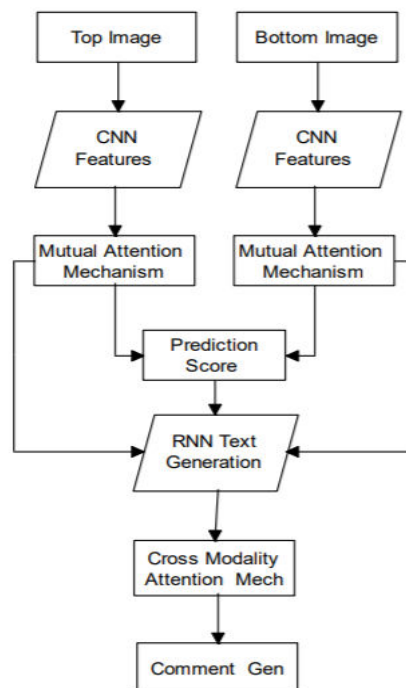 Top Image
Bottom Image
CNN
Features
CNN
Features
Mutual Attention
Mechanism
Mutual Attention
Mechanism
Prediction
Score
RNN Text
Generation
Cross Modality
Attention Mech
Comment Gen